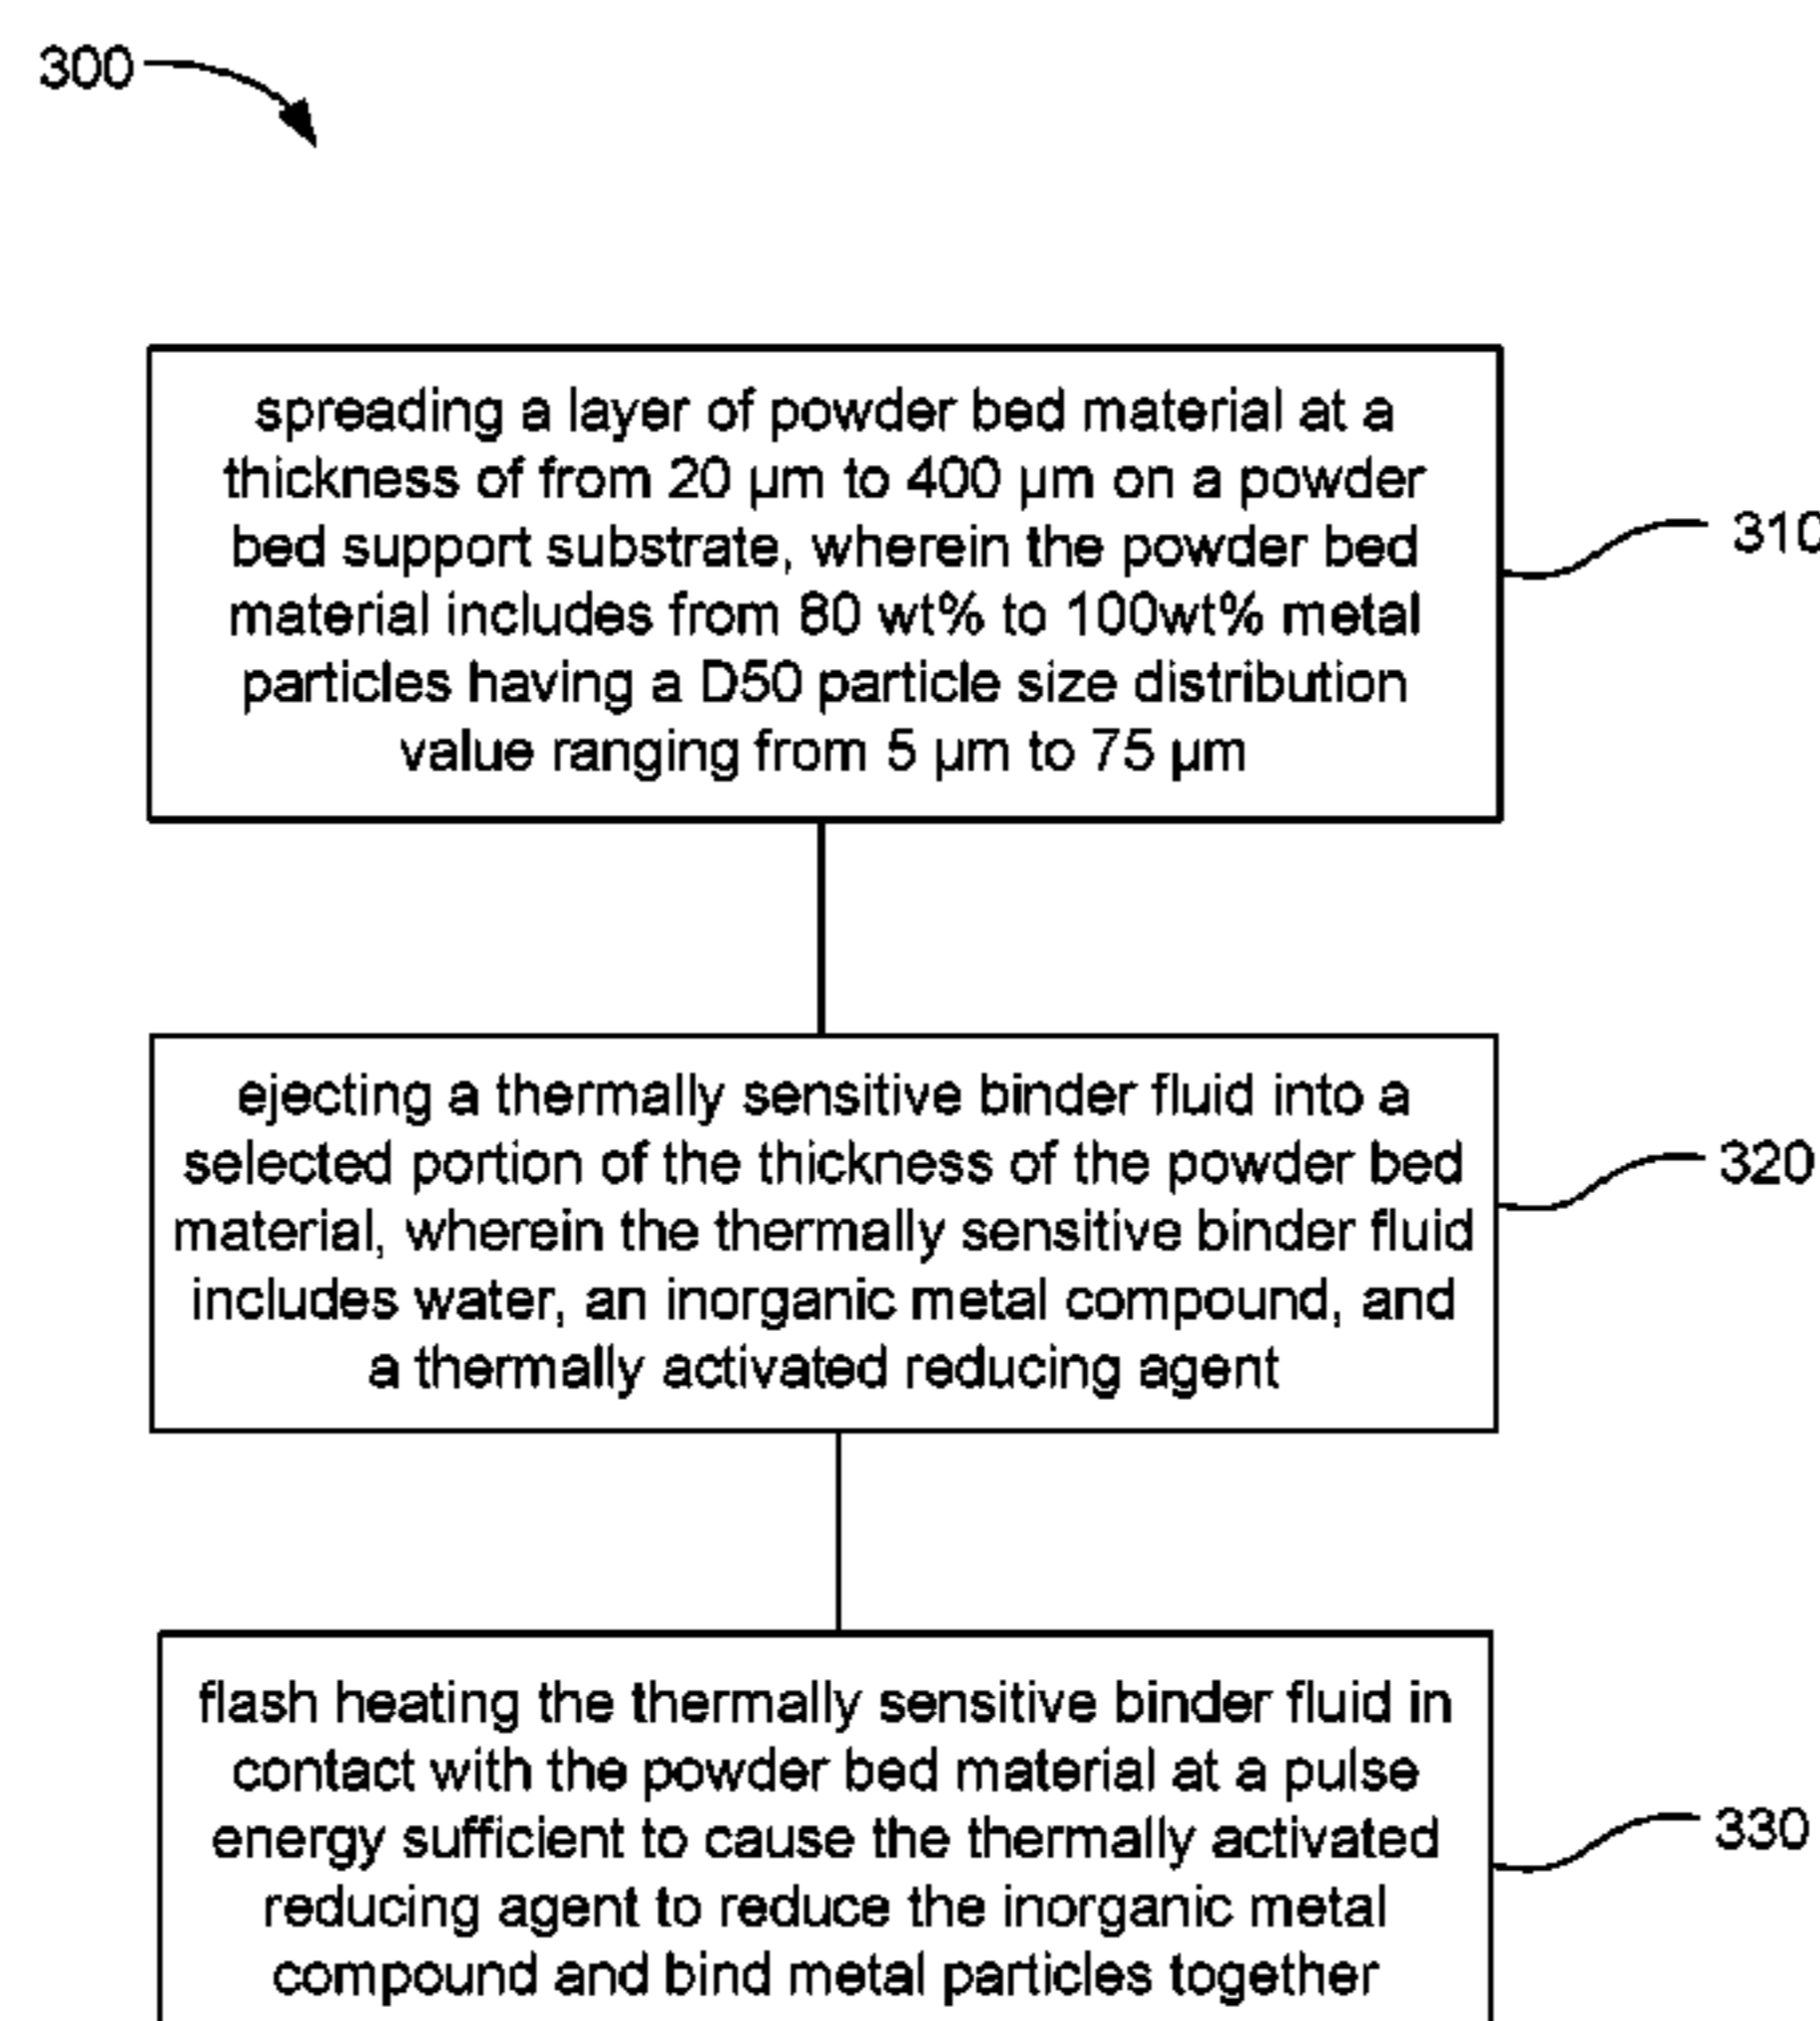 300
spreading a layer of powder bed material at a
thickness of from 20 µm to 400 µm on a powder
bed support substrate, wherein the powder bed
material includes from 80 wt% to 100wt% metal
particles having a D50 particle size distribution
value ranging from 5 µm to 75 µm
310
ejecting a thermally sensitive binder fluid into a
selected portion of the thickness of the powder bed
material, wherein the thermally sensitive binder fluid
includes water, an inorganic metal compound, and
a thermally activated reducing agent
320
flash heating the thermally sensitive binder fluid in
contact with the powder bed material at a pulse
energy sufficient to cause the thermally activated
reducing agent to reduce the inorganic metal
compound and bind metal particles together
330